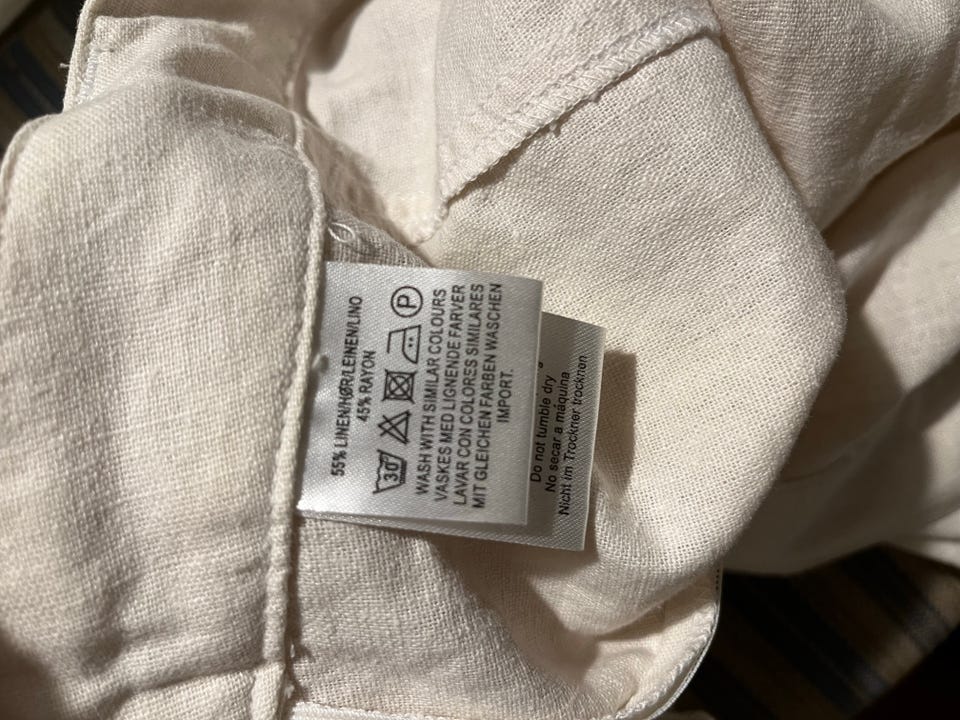 55% LINEN/HØR/LEINEN/LINO
45% RAYON
30 P
WASH WITH SIMILAR COLOURS
VASKES MED LIGNENDE FARVER
LAVAR CON COLORES SIMILARES
MIT GLEICHEN FARBEN WASCHEN
IMPORT.
Do not tumble dry
No secar a máquina
Nicht im Trockner trocknen